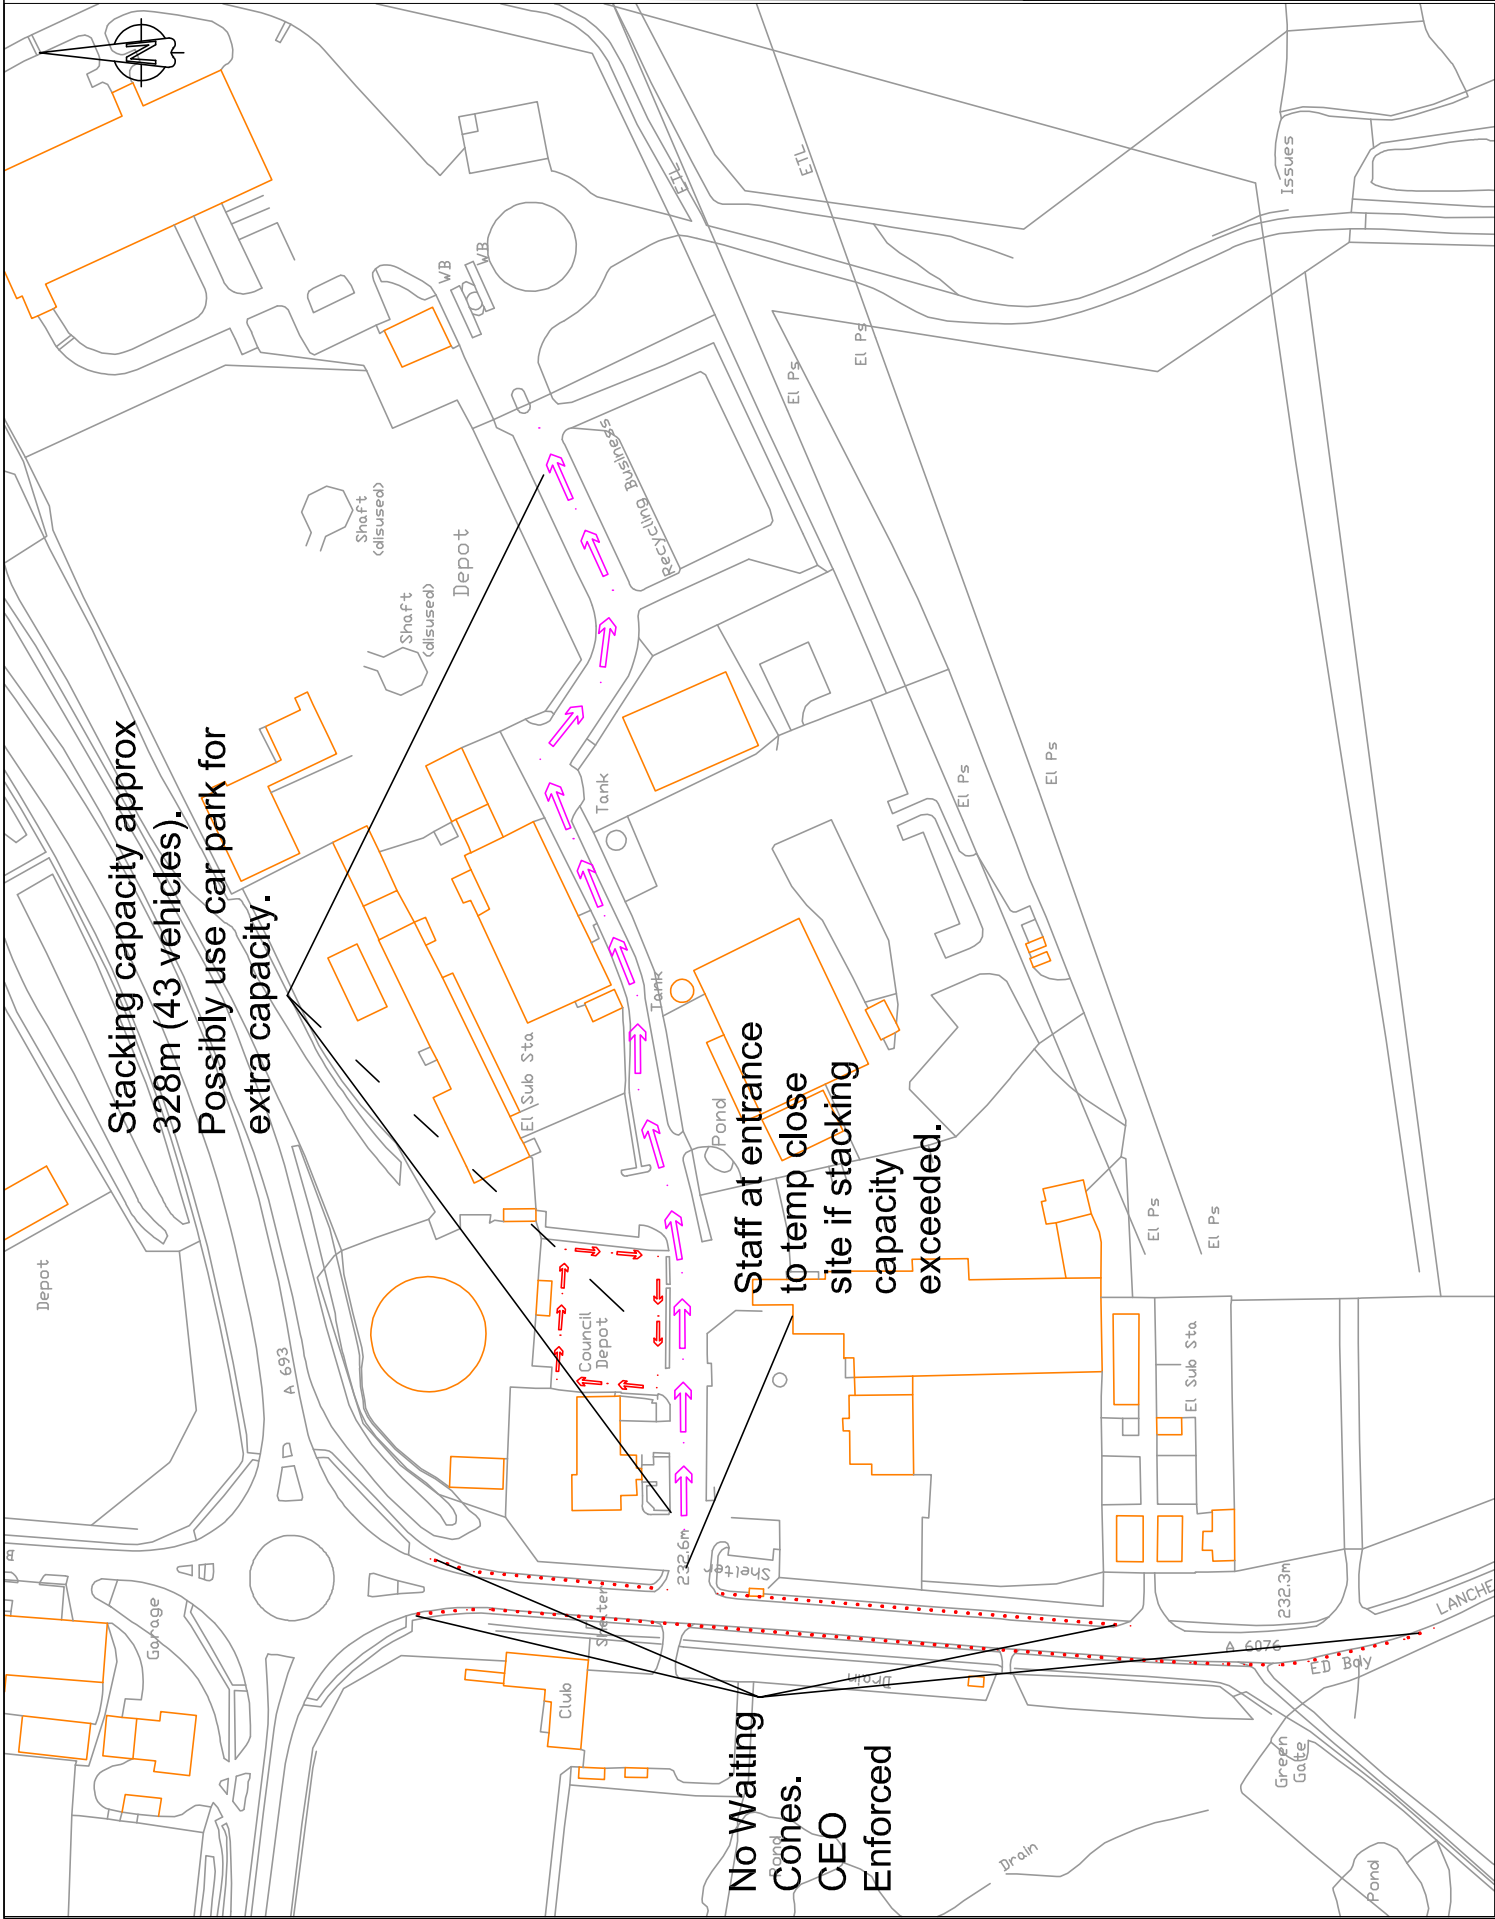 Stacking capacity approx
328m (43 vehicles).
Possibly use car park for
extra capacity.
Staff at entrance
to temp close
site if stacking
capacity
exceeded.
No Waiting
Cones.
CEO
Enforced
N
Depot
A 693
Garage
Club
Shelter
Shelter
232.6m
Council
Depot
El Sub Sta
Pond
Tank
Tank
Shaft
(disused)
Shaft
(disused)
Depot
Recycling Business
WB
WB
ETL
ETL
Issues
El Ps
El Ps
El Ps
El Ps
El Ps
El Ps
El Sub Sta
232.3m
A 6076
ED Bdy
LANCHE
Drain
Green
Gate
Pond
Drain
Pond